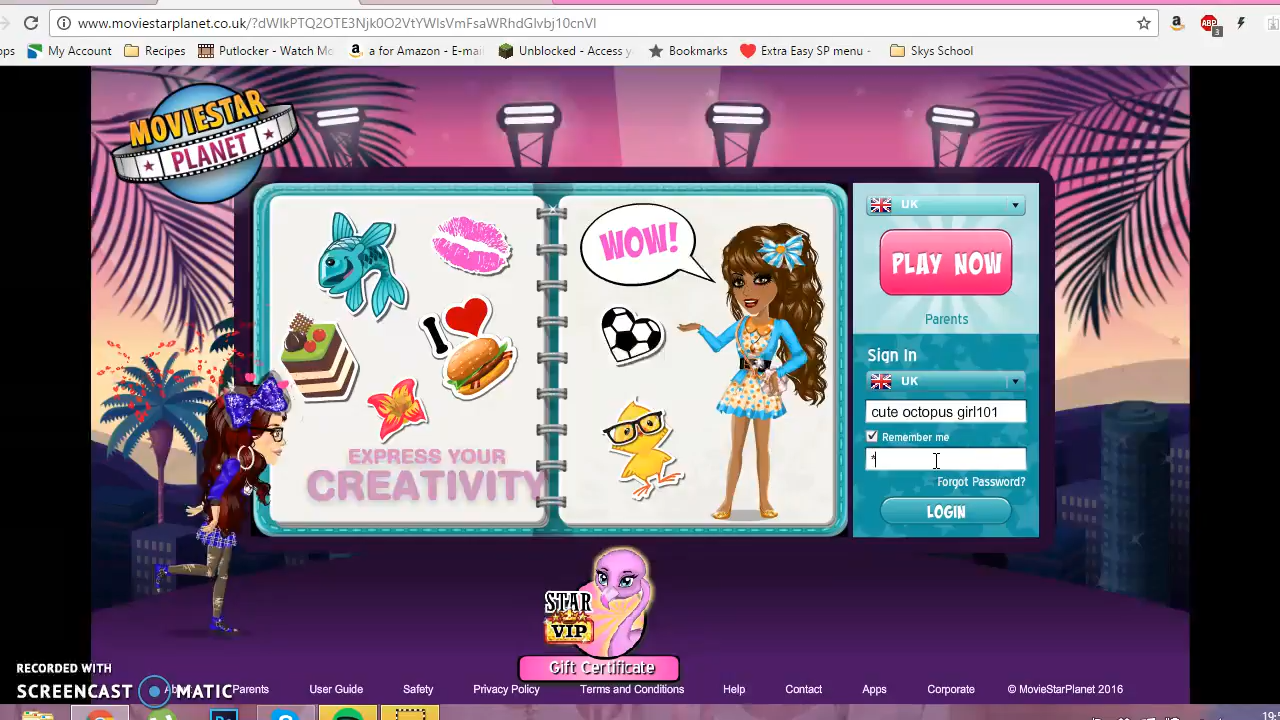 www.moviestarplanet.co.uk/?dWlkPTQ2OTE3Njk0O2VtYWlsVmFsaWRhdGlvbj10cnVl
My Account
Recipes
Putlocker - Watch Mo
a for Amazon - E-mai
Unblocked - Access y
Bookmarks
Extra Easy SP menu -
Skys School
ABP
3
MOVIESTAR
PLANET
WOW!
I
EXPRESS YOUR
CREATIVITY
UK
PLAY NOW
Parents
Sign In
UK
cute octopus girl101
Remember me
*
Forgot Password?
LOGIN
STAR
VIP
Gift Certificate
RECORDED WITH
SCREENCAST MATIC
Parents
User Guide
Safety
Privacy Policy
Terms and Conditions
Help
Contact
Apps
Corporate
© MovieStarPlanet 2016